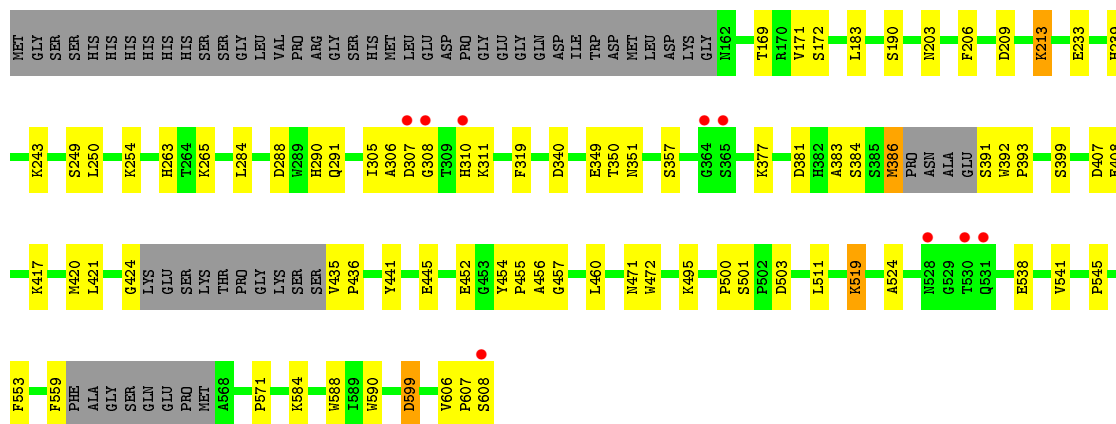 MET GLY SER SER HIS HIS HIS HIS HIS HIS SER SER GLY LEU VAL PRO ARG GLY SER HIS MET LEU GLU ASP PRO GLY GLU GLY GLN ASP ILE TRP ASP MET LEU ASP LYS GLY N162 T169 R170 V171 S172 L183 S190 N203 F206 D209 K213 E233
K243 S249 L250 K254 H263 T264 K265 L284 D288 W289 H290 Q291 I305 A306 D307 G308 T309 H310 K311 F319 D340 E349 T350 N351 S357 G364 S365 K377 D381 H382 A383 S384 S385 M386 PRO ASN ALA GLU S391 W392 P393 S399 D407
K417 M420 L421 G424 LYS GLU SER LYS THR PRO GLY LYS SER SER V435 P436 Y441 E445 E452 G453 Y454 P455 A456 G457 L460 N471 W472 K495 P500 S501 P502 D503 L511 K519 A524 N528 G529 T530 Q531 E538 V541 P545
F553 F559 PHE ALA GLY SER GLN GLU PRO MET A568 P571 K584 W588 I589 W590 D599 V606 P607 S608